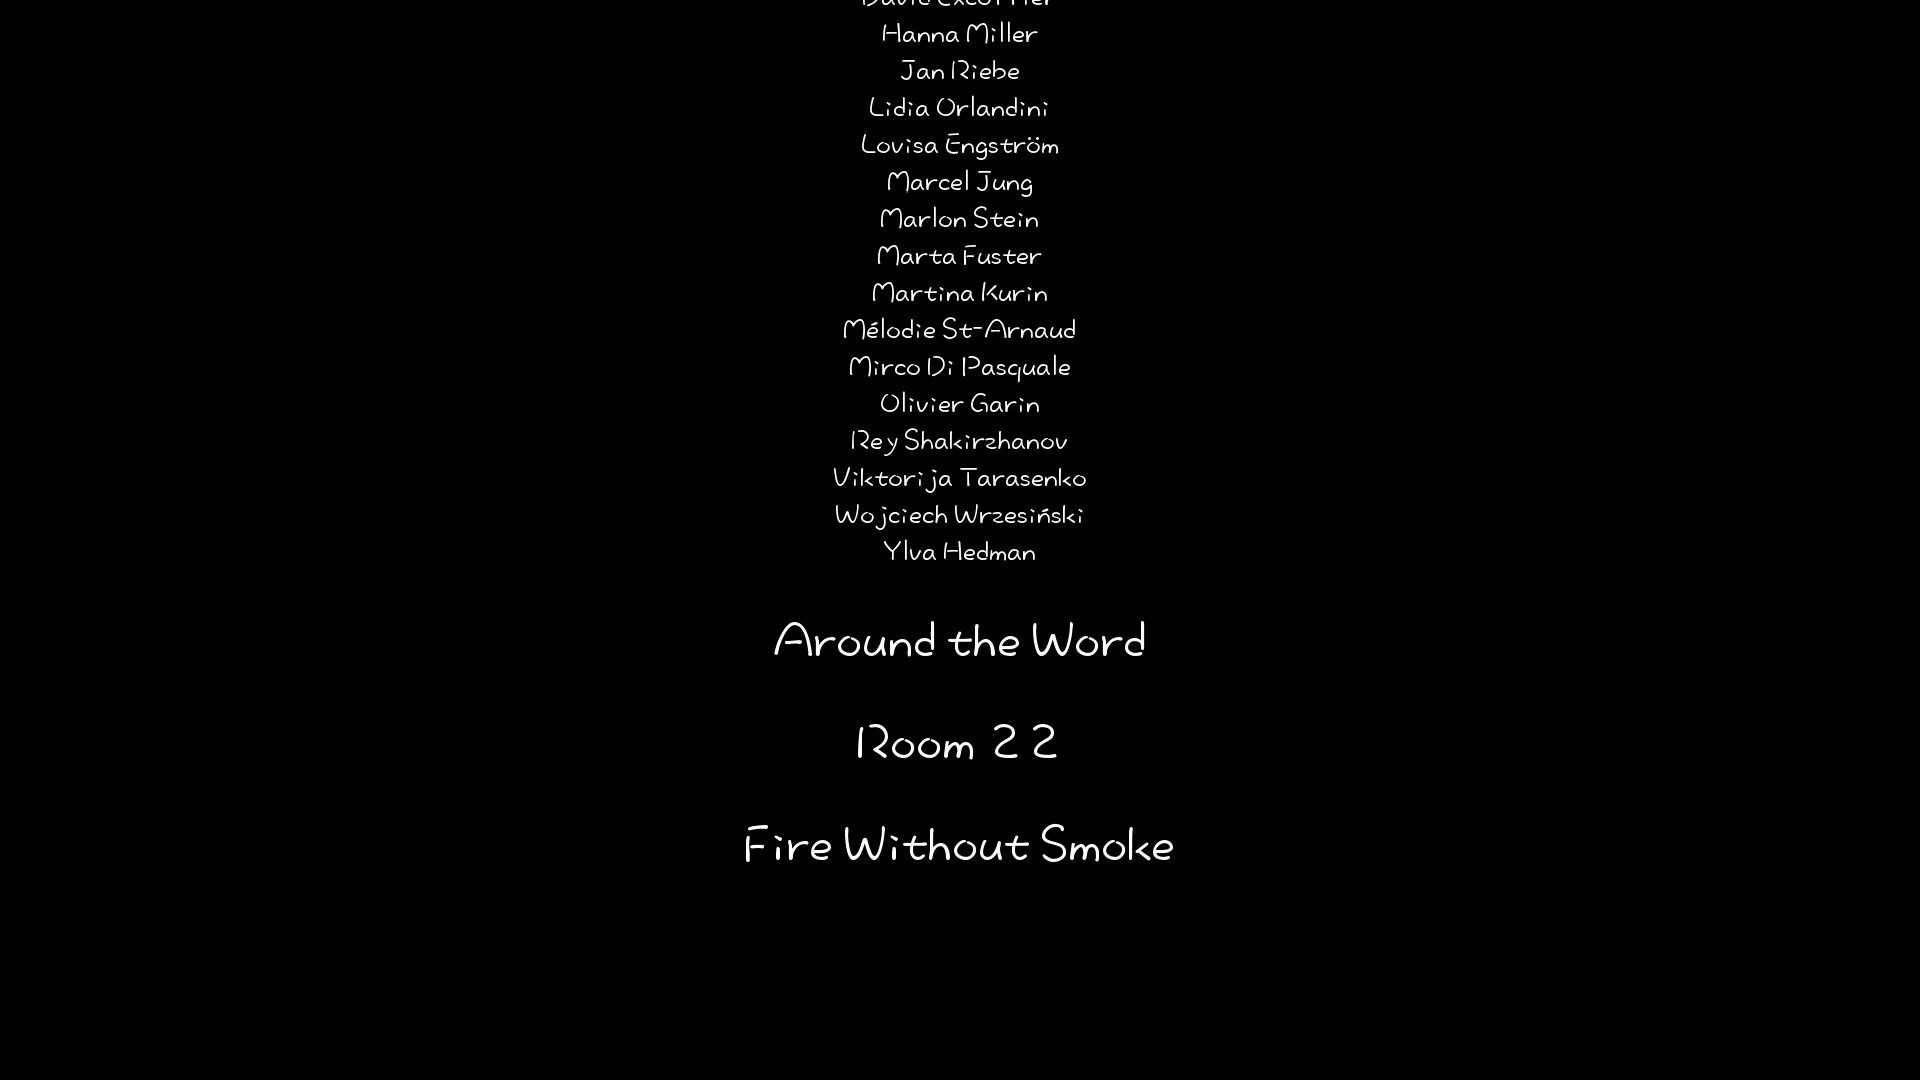 Hanna Miller
Jan Riebe
Lidia Orlandini
Lovisa Engström
Marcel Jung
Marlon Stein
Marta Fuster
Martina Kurin
Mélodie St-Arnaud
Mirco Di Pasquale
Olivier Garin
Rey Shakirzhanov
Viktorija Tarasenko
Wojciech Wrzesiński
Ylva Hedman
Around the Word
Room 22
Fire Without Smoke